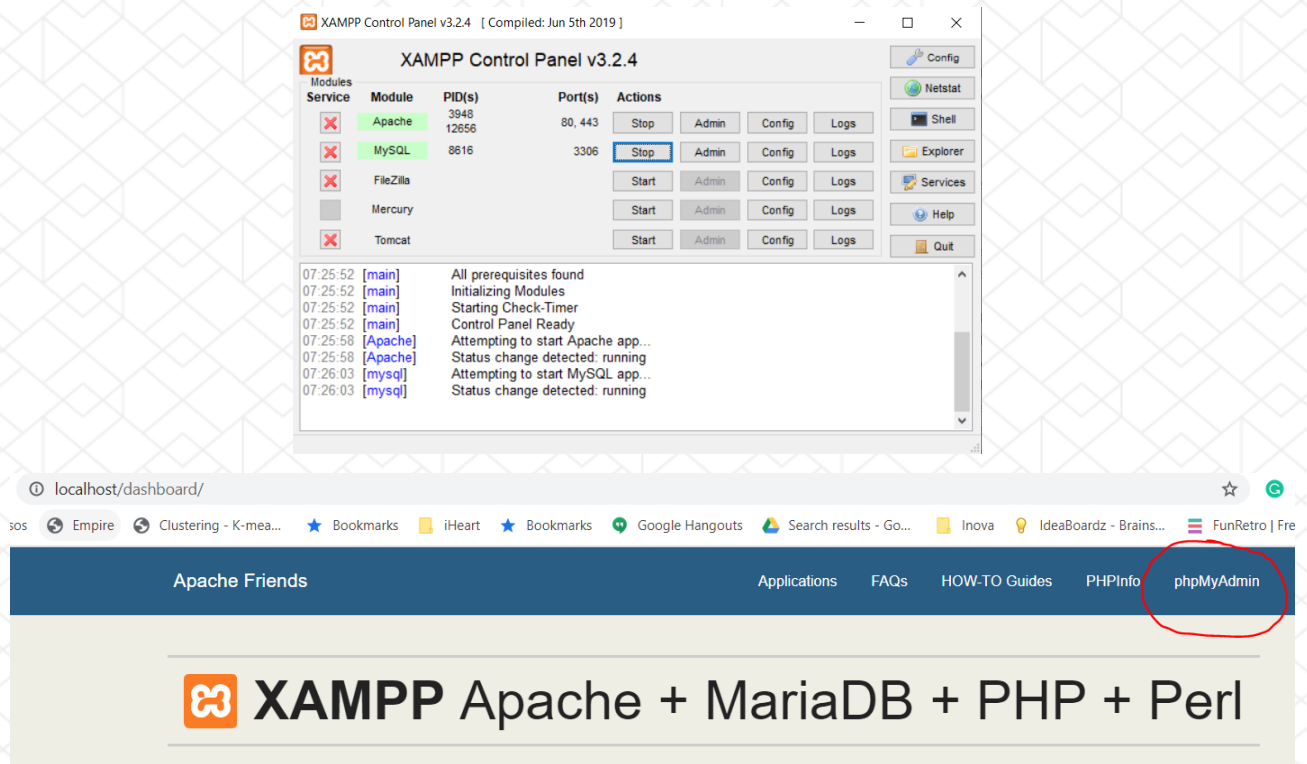 XAMPP Control Panel v3.2.4 [ Compiled: Jun 5th 2019 ]
XAMPP Control Panel v3.2.4
Config
Modules
Service Module PID(s) Port(s) Actions
Netstat
Apache 3948 12656 80, 443 Stop Admin Config Logs
Shell
MySQL 8616 3306 Stop Admin Config Logs
Explorer
FileZilla Start Admin Config Logs
Services
Mercury Start Admin Config Logs
Help
Tomcat Start Admin Config Logs
Quit
07:25:52 [main] All prerequisites found
07:25:52 [main] Initializing Modules
07:25:52 [main] Starting Check-Timer
07:25:52 [main] Control Panel Ready
07:25:58 [Apache] Attempting to start Apache app...
07:25:58 [Apache] Status change detected: running
07:26:03 [mysql] Attempting to start MySQL app...
07:26:03 [mysql] Status change detected: running
localhost/dashboard/
sos Empire Clustering - K-mea... Bookmarks iHeart Bookmarks Google Hangouts Search results - Go... Inova IdeaBoardz - Brains... FunRetro | Fre
Apache Friends Applications FAQs HOW-TO Guides PHPInfo phpMyAdmin
XAMPP Apache + MariaDB + PHP + Perl